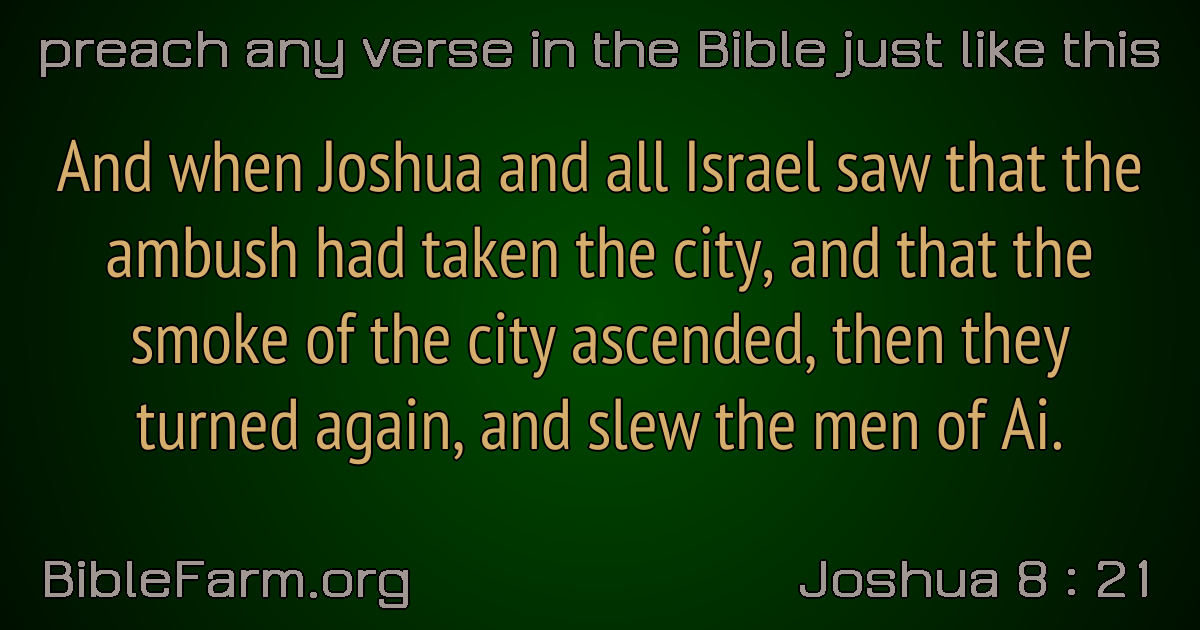 preach any verse in the Bible just like this
And when Joshua and all Israel saw that the
ambush had taken the city, and that the
smoke of the city ascended, then they
turned again, and slew the men of Ai.
BibleFarm.org
Joshua 8 : 21